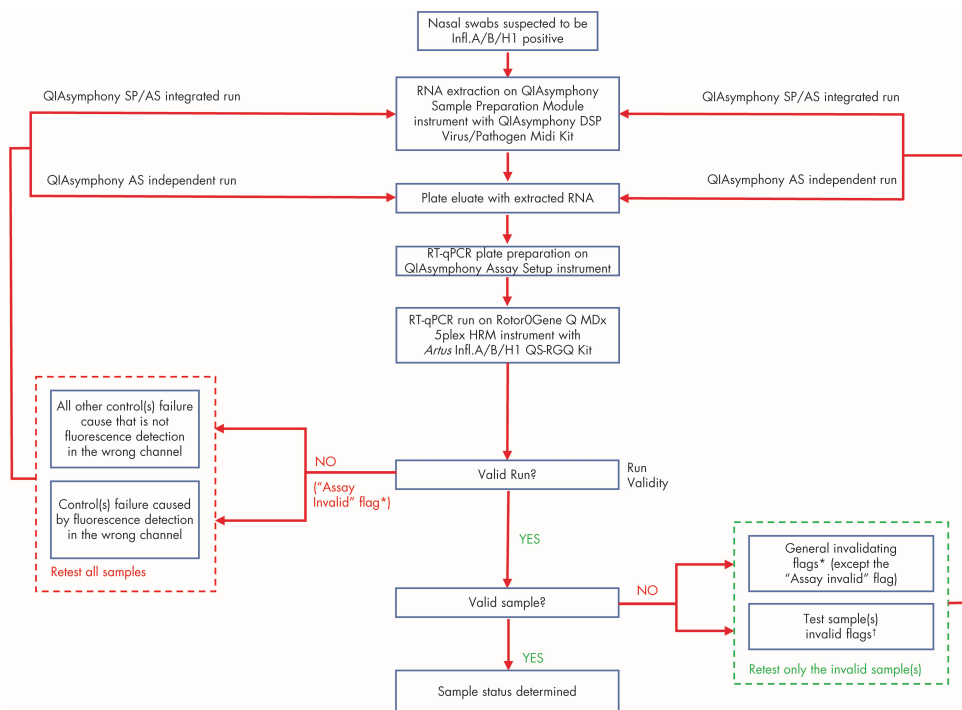 Nasal swabs suspected to be
Infl.A/B/H1
positive
QIAsymphony SP/AS integrated run
RNA extraction on QIAsymphony
Sample Preparation Module
instrument with QIAsymphony DSP
Virus/Pathogen Midi Kit
QIAsymphony SP/AS integrated run
QIAsymphony AS independent run
Plate eluate with extracted RNA
QIAsymphony AS independent run
RT-qPCR plate preparation on
QIAsymphony Assay Setup instrument
RT-qPCR run on Rotor0Gene Q MDx
5plex HRM instrument with
Artus Infl.A/B/H1 QS-RGQ Kit
All other control(s) failure
cause that is not
fluorescence detection
in the wrong channel
Control(s) failure caused
by fluorescence detection
in the wrong channel
Retest all samples
NO
("Assay
Invalid" flag*)
Valid Run?
Run
Validity
YES
Valid sample?
NO
General invalidating
flags* (except the
"Assay invalid" flag)
Test sample(s)
invalid flags†
Retest only the invalid sample(s)
YES
Sample status determined